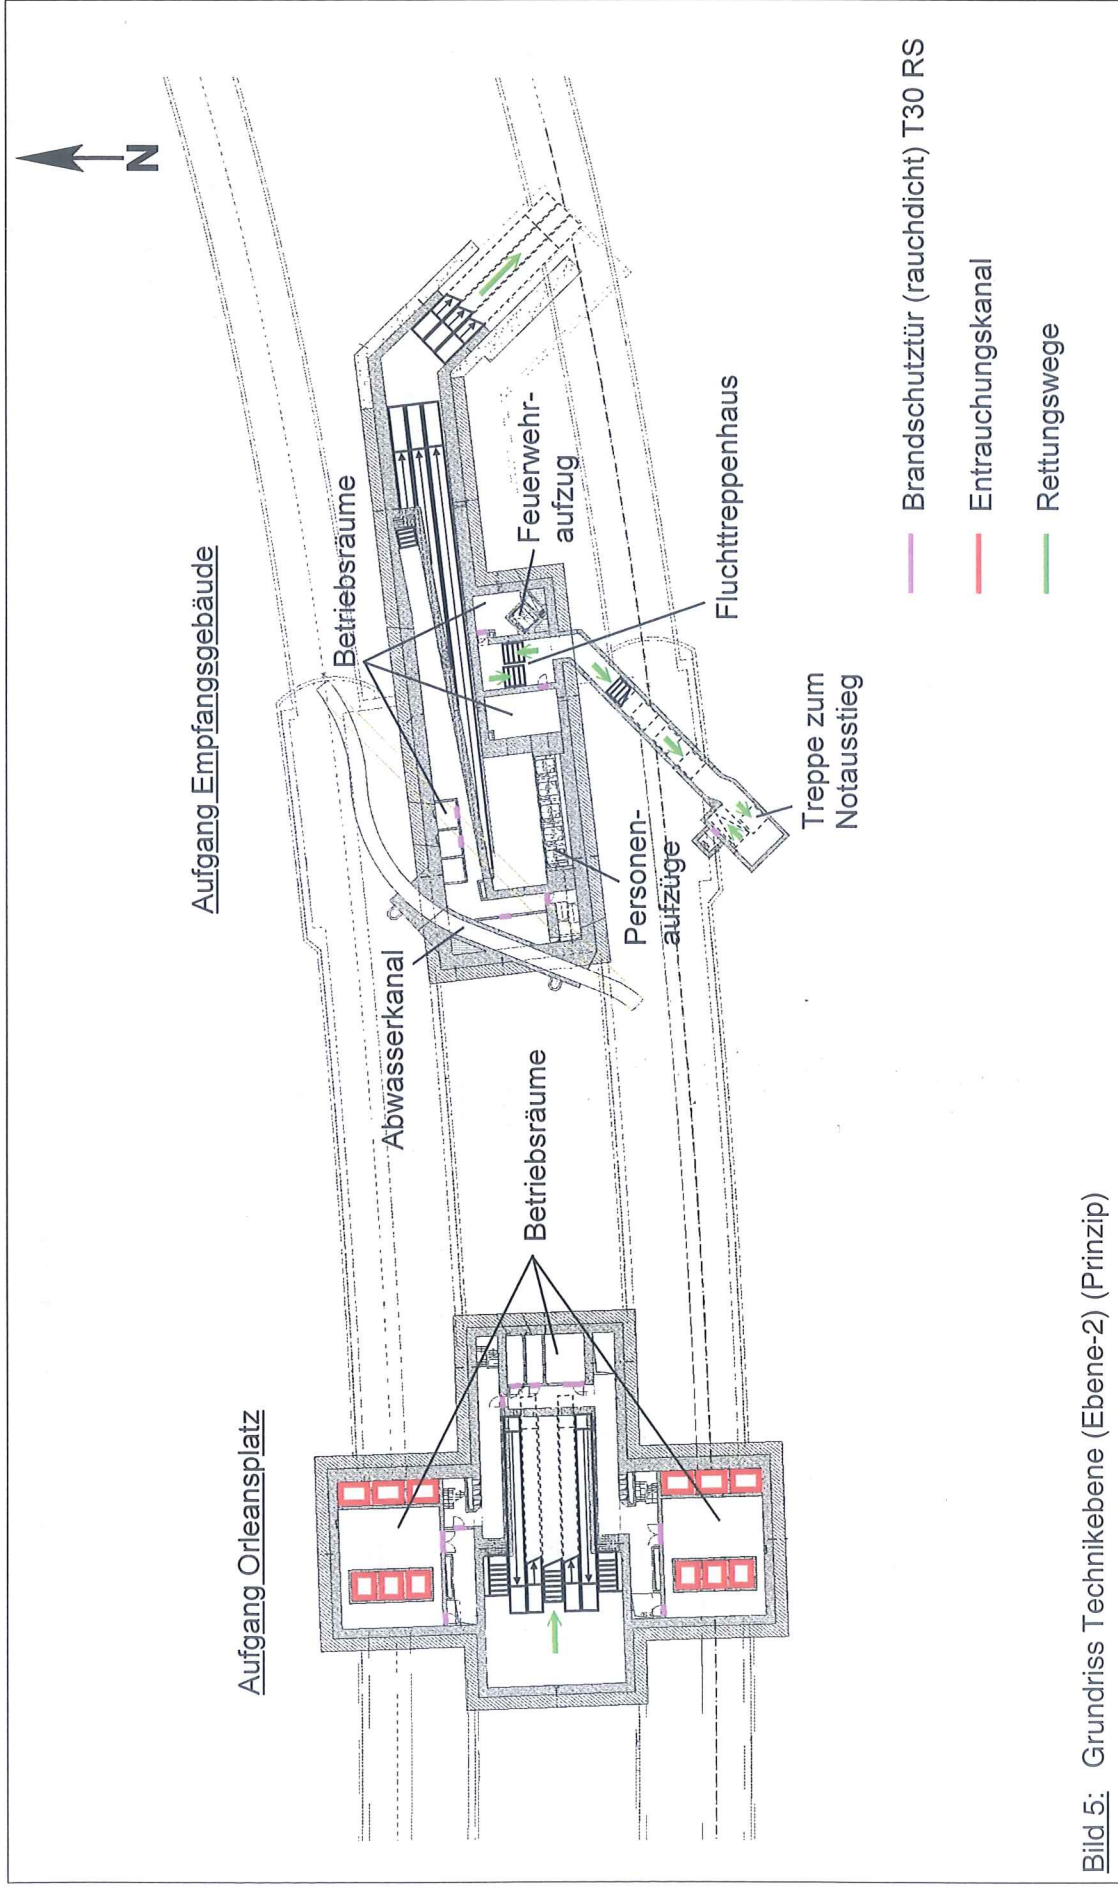 N
Aufgang Empfangsgebäude
Betriebsräume
Feuerwehr-
aufzug
Fluchttreppenhaus
Treppe zum
Notausstieg
Personen-
aufzüge
Abwasserkanal
Aufgang Orleansplatz
Betriebsräume
Brandschutztür (rauchdicht) T30 RS
Entrauchungskanal
Rettungswege
Bild 5: Grundriss Technikebene (Ebene-2) (Prinzip)